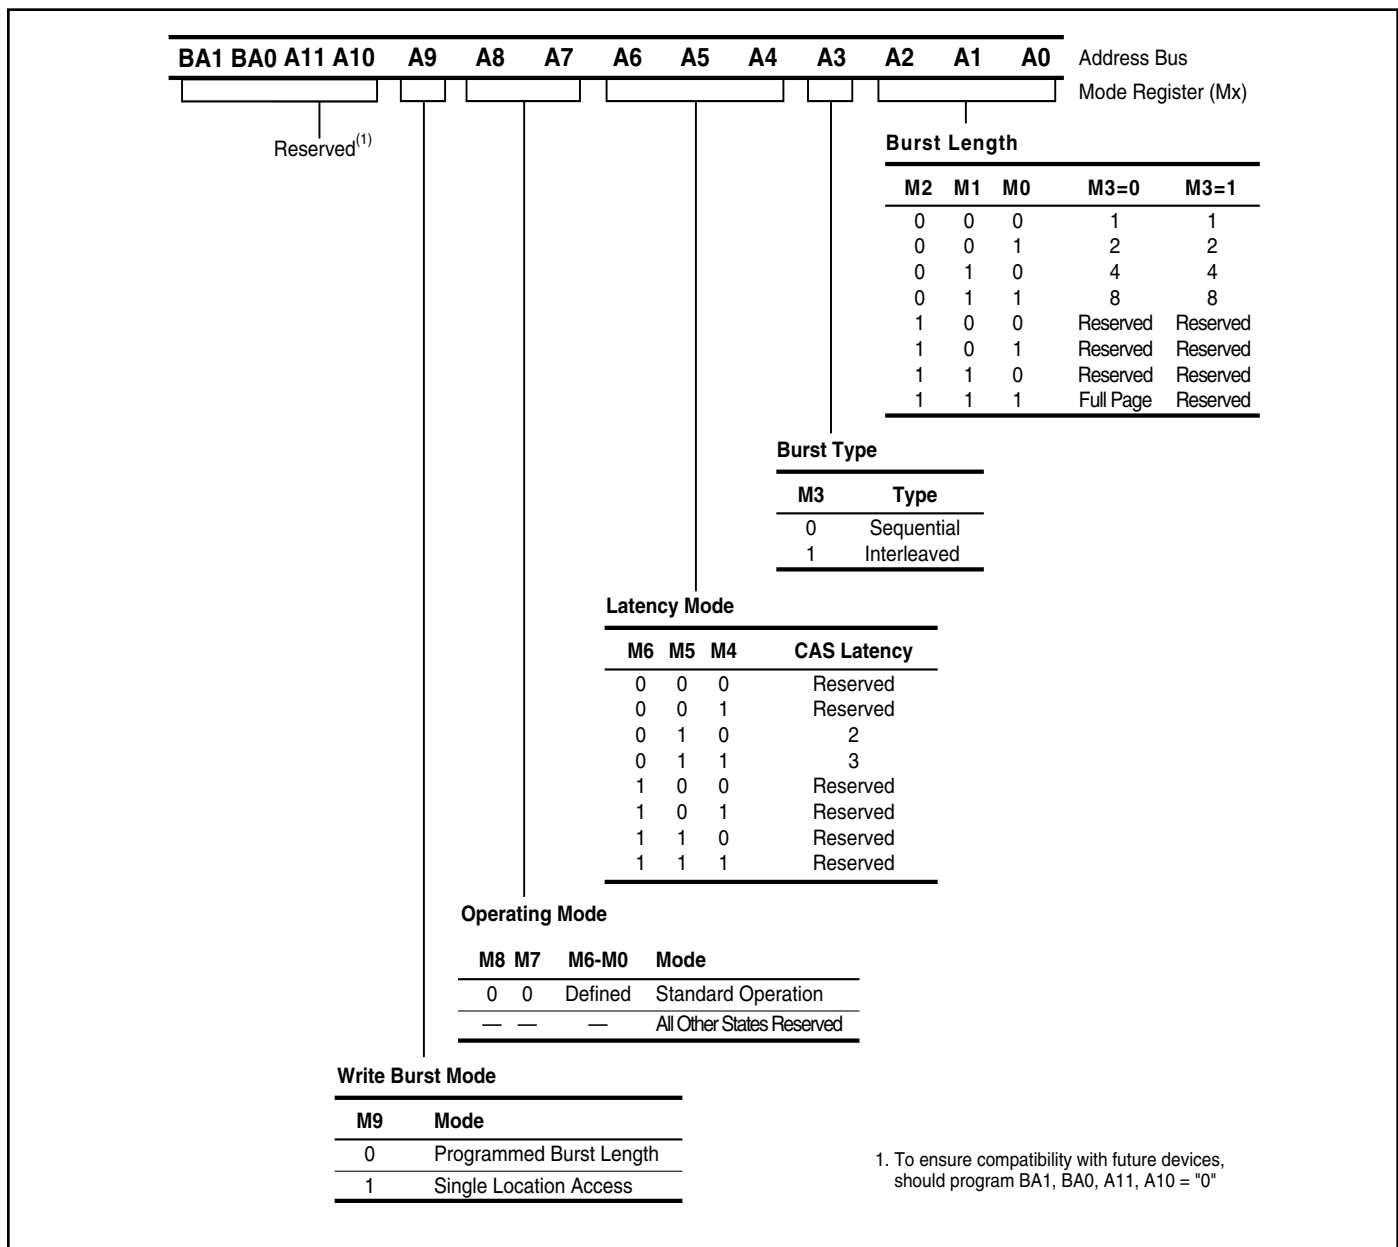 BA1 BA0 A11 A10 A9 A8 A7 A6 A5 A4 A3 A2 A1 A0 Address Bus
Mode Register (Mx)
Reserved(1)
Burst Length
M2 M1 M0 M3=0 M3=1
0 0 0 1 1
0 0 1 2 2
0 1 0 4 4
0 1 1 8 8
1 0 0 Reserved Reserved
1 0 1 Reserved Reserved
1 1 0 Reserved Reserved
1 1 1 Full Page Reserved
Burst Type
M3 Type
0 Sequential
1 Interleaved
Latency Mode
M6 M5 M4 CAS Latency
0 0 0 Reserved
0 0 1 Reserved
0 1 0 2
0 1 1 3
1 0 0 Reserved
1 0 1 Reserved
1 1 0 Reserved
1 1 1 Reserved
Operating Mode
M8 M7 M6-M0 Mode
0 0 Defined Standard Operation
— — — All Other States Reserved
Write Burst Mode
M9 Mode
0 Programmed Burst Length
1 Single Location Access
1. To ensure compatibility with future devices,
should program BA1, BA0, A11, A10 = "0"